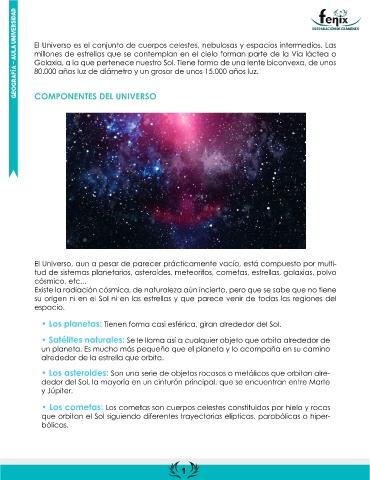 GEOGRAFÍA – AULA UNIVERSIDAD
fenix
PREPARACIÓN DE EXÁMENES
El Universo es el conjunto de cuerpos celestes, nebulosas y espacios intermedios. Las
millones de estrellas que se contemplan en el cielo forman parte de la Vía láctea o
Galaxia, a la que pertenece nuestro Sol. Tiene forma de una lente biconvexa, de unos
80.000 años luz de diámetro y un grosor de unos 15.000 años luz.
COMPONENTES DEL UNIVERSO
El Universo, aun a pesar de parecer prácticamente vacío, está compuesto por multi-
tud de sistemas planetarios, asteroides, meteoritos, cometas, estrellas, galaxias, polvo
cósmico, etc...
Existe la radiación cósmica, de naturaleza aún incierta, pero que se sabe que no tiene
su origen ni en el Sol ni en las estrellas y que parece venir de todas las regiones del
espacio.
• Los planetas: Tienen forma casi esférica, giran alrededor del Sol.
• Satélites naturales: Se le llama así a cualquier objeto que orbita alrededor de
un planeta. Es mucho más pequeño que el planeta y lo acompaña en su camino
alrededor de la estrella que orbita.
• Los asteroides: Son una serie de objetos rocosos o metálicos que orbitan alre-
dedor del Sol, la mayoría en un cinturón principal, que se encuentran entre Marte
y Júpiter.
• Los cometas: Los cometas son cuerpos celestes constituidos por hielo y rocas
que orbitan el Sol siguiendo diferentes trayectorias elípticas, parabólicas o hiper-
bólicas.
1